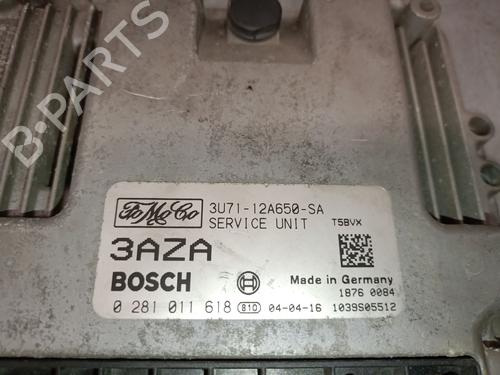 B-PARTS
FoMoCo
3U71-12A650-SA
SERVICE UNIT T5BVX
3AZA
BOSCH
Made in Germany
1876 0084
0 281 011 618 810 04-04-16 1039S05512